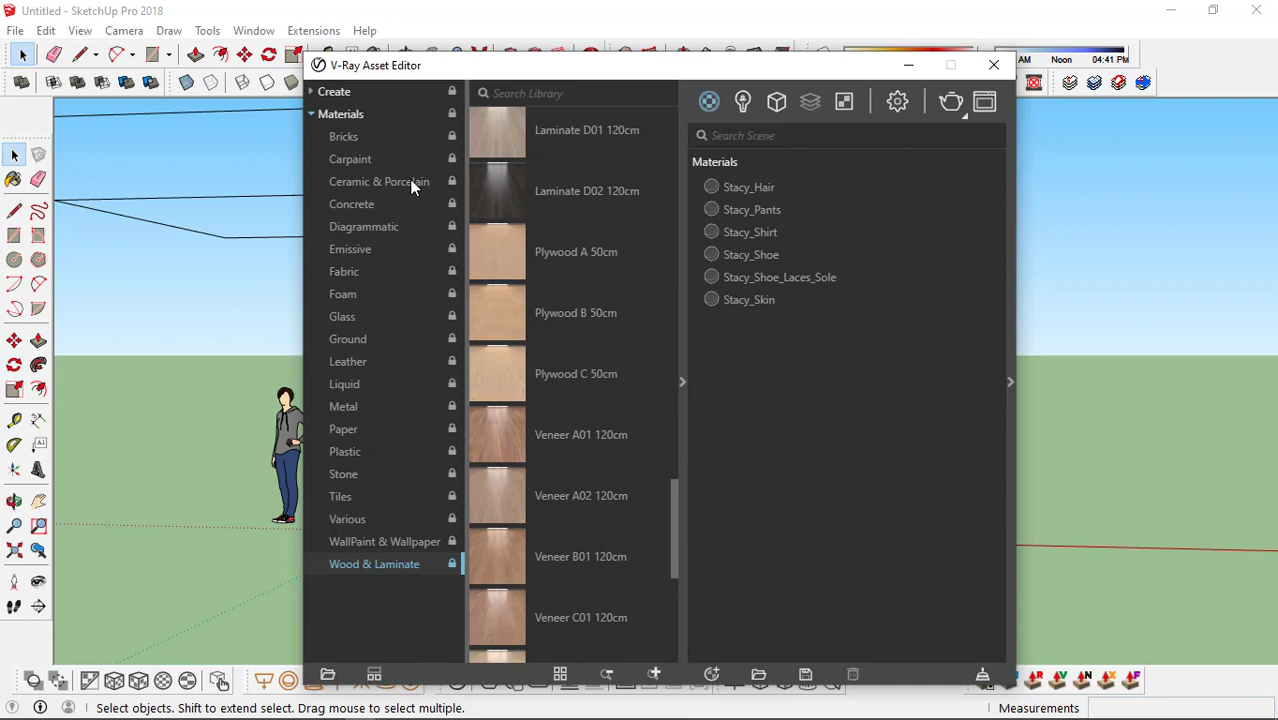 Untitled - SketchUp Pro 2018
File Edit View Camera Draw Tools Window Extensions Help
V-Ray Asset Editor
AM Noon 04:41 PM
Create
Materials
Bricks
Carpaint
Ceramic & Porcelain
Concrete
Diagrammatic
Emissive
Fabric
Foam
Glass
Ground
Leather
Liquid
Metal
Paper
Plastic
Stone
Tiles
Various
WallPaint & Wallpaper
Wood & Laminate
Search Library
Laminate D01 120cm
Laminate D02 120cm
Plywood A 50cm
Plywood B 50cm
Plywood C 50cm
Veneer A01 120cm
Veneer A02 120cm
Veneer B01 120cm
Veneer C01 120cm
Search Scene
Materials
Stacy_Hair
Stacy_Pants
Stacy_Shirt
Stacy_Shoe
Stacy_Shoe_Laces_Sole
Stacy_Skin
A1
R V N X F
Select objects. Shift to extend select. Drag mouse to select multiple.
Measurements